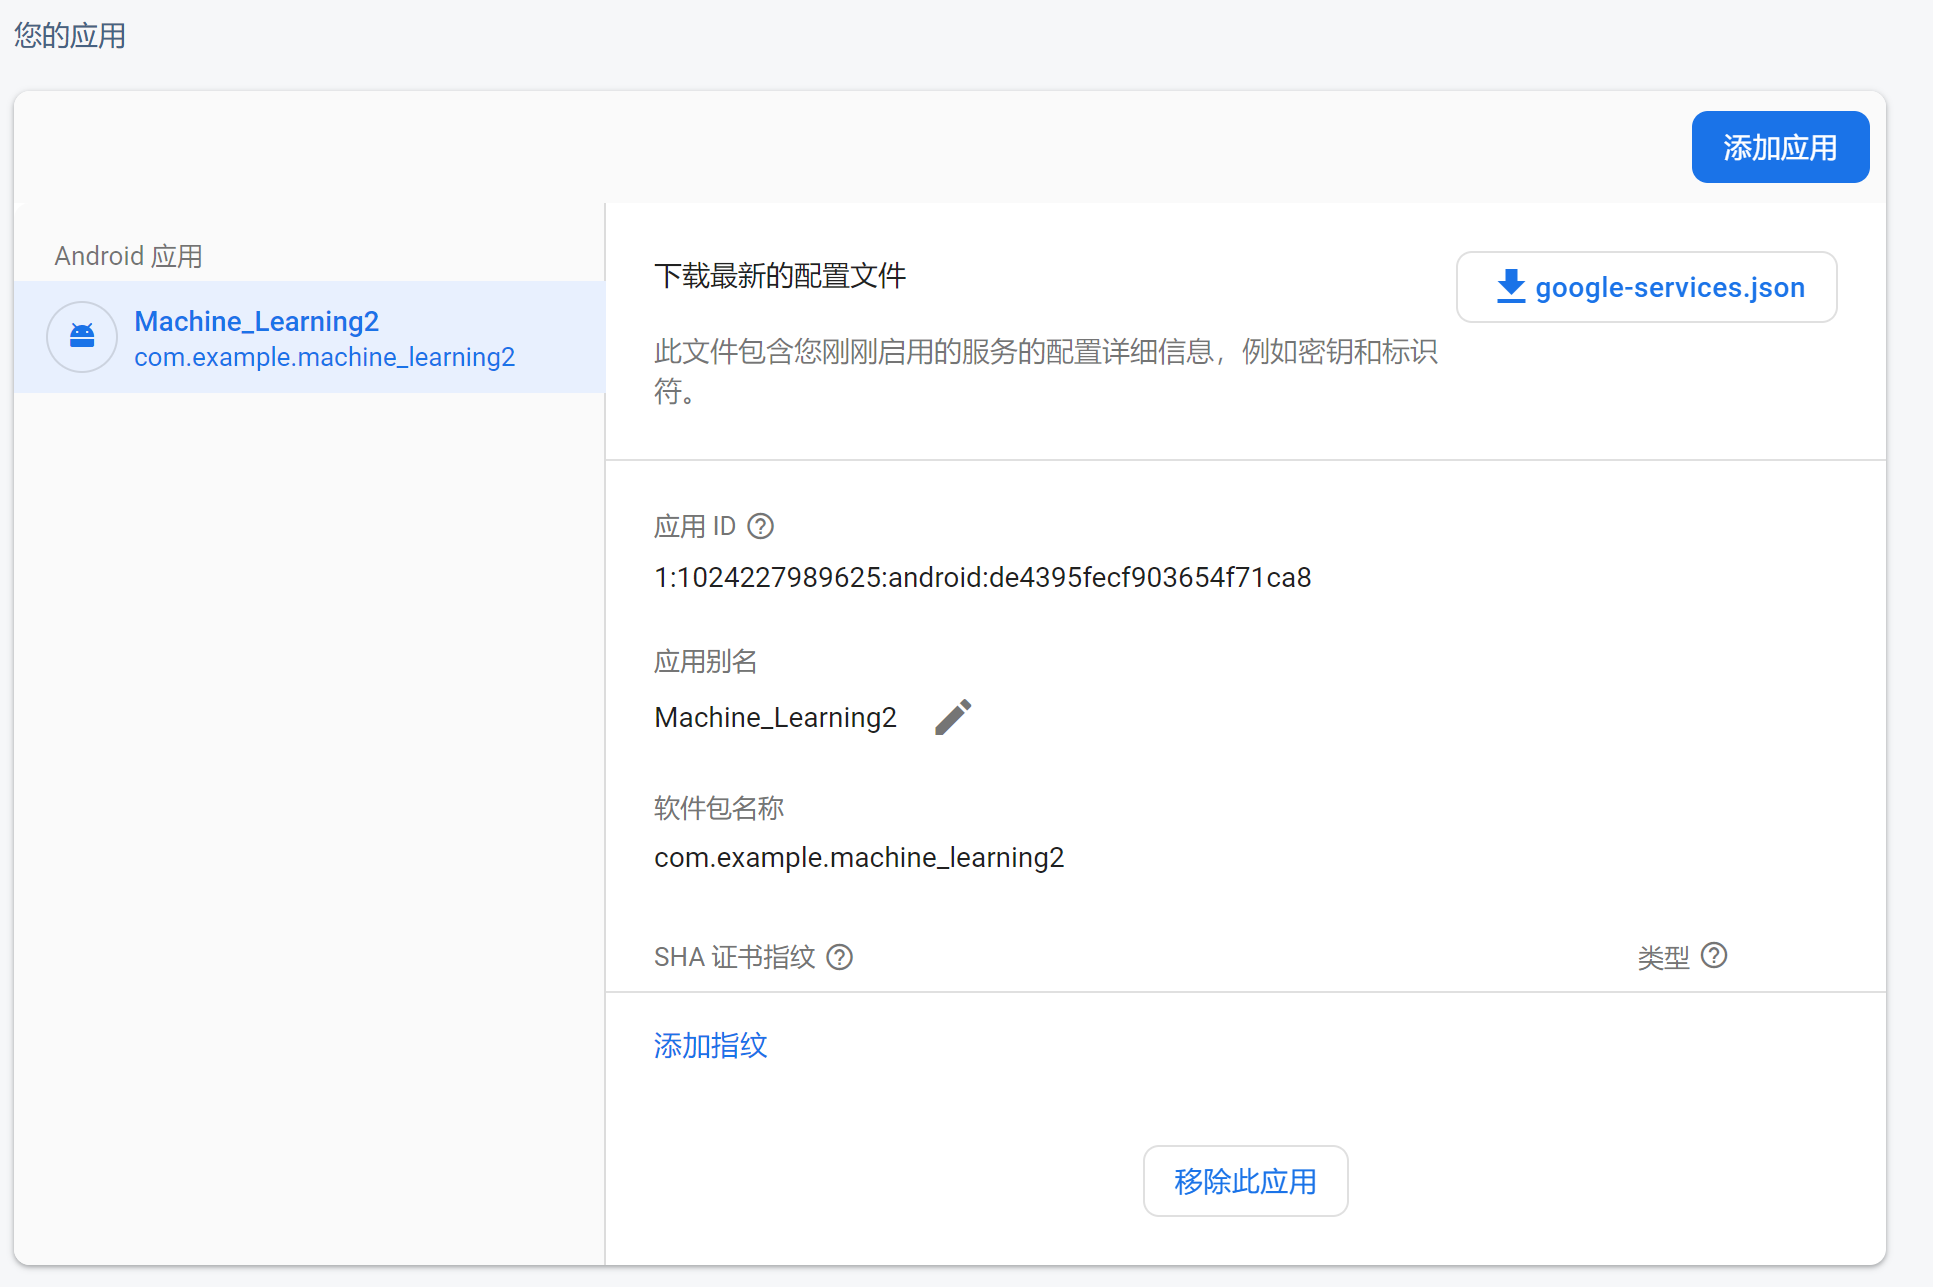 您的应用
添加应用
Android 应用
Machine_Learning2
com.example.machine_learning2
下载最新的配置文件
google-services.json
此文件包含您刚刚启用的服务的配置详细信息，例如密钥和标识
符。
应用 ID
1:1024227989625:android:de4395fecf903654f71ca8
应用别名
Machine_Learning2
软件包名称
com.example.machine_learning2
SHA 证书指纹
类型
添加指纹
移除此应用